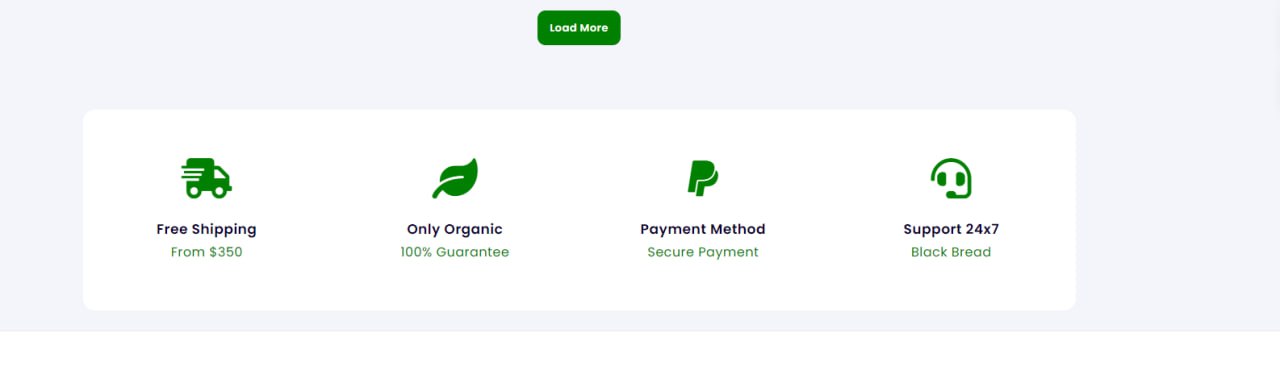 Load More
Free Shipping
From $350
Only Organic
100% Guarantee
Payment Method
Secure Payment
Support 24x7
Black Bread